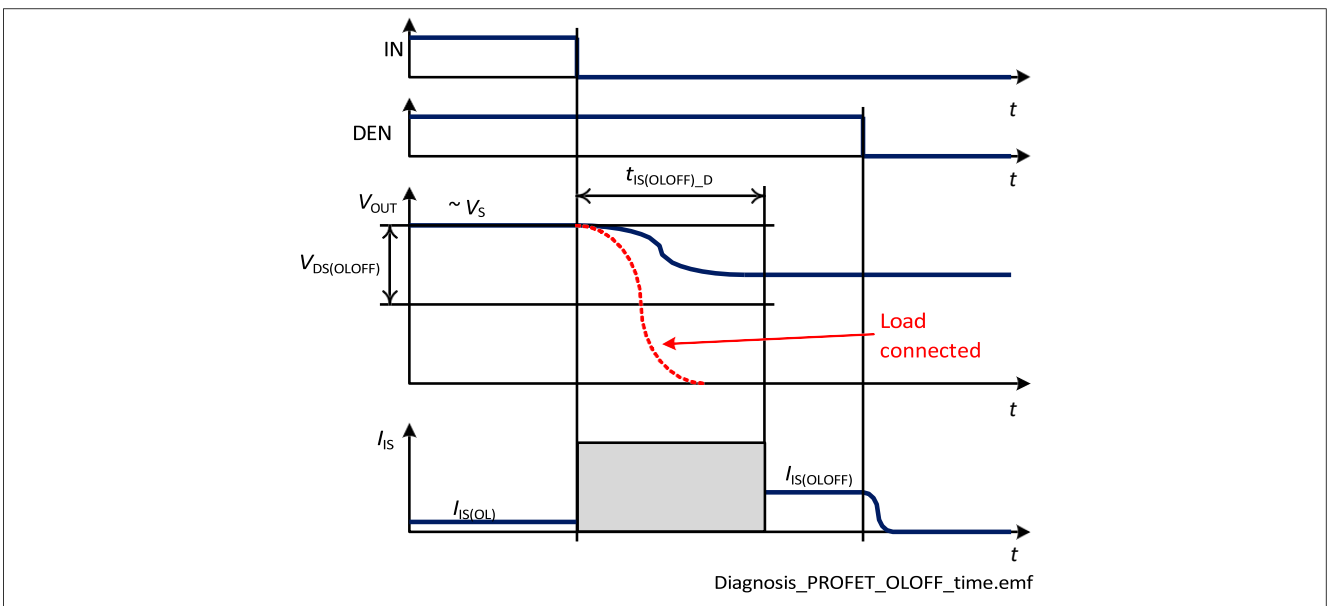 IN
t
DEN
t
tIS(OLOFF)_D
VOUT
~ VS
VDS(OLOFF)
Load
connected
t
IIS
IIS(OLOFF)
IIS(OL)
t
Diagnosis_PROFET_OLOFF_time.emf